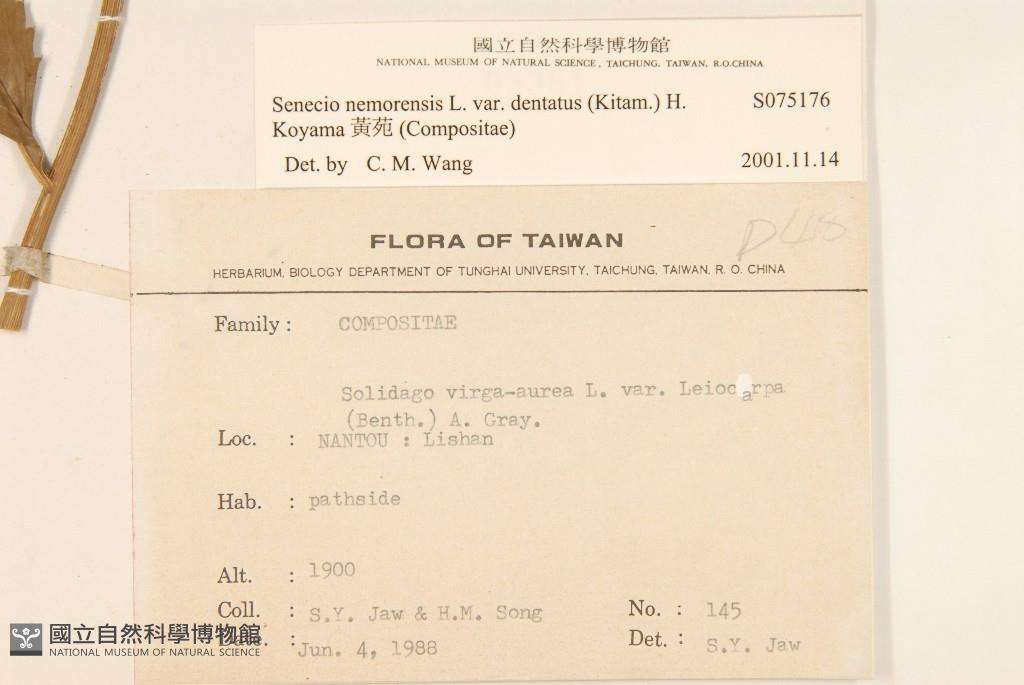 國立自然科學博物館
NATIONAL MUSEUM OF NATURAL SCIENCE, TAICHUNG, TAIWAN, R.O.CHINA
Senecio nemorensis L. var. dentatus (Kitam.) H. S075176
Koyama 黃苑 (Compositae)
Det. by C. M. Wang 2001.11.14
D48
FLORA OF TAIWAN
HERBARIUM, BIOLOGY DEPARTMENT OF TUNGHAI UNIVERSITY, TAICHUNG, TAIWAN, R. O. CHINA
Family : COMPOSITAE
Solidago virga-aurea L. var. Leiocarpa
(Benth.) A. Gray.
Loc. : NANTOU : Lishan
Hab. : pathside
Alt. : 1900
Coll. : S.Y. Jaw & H.M. Song No. : 145
Date. : Jun. 4, 1988 Det. : S.Y. Jaw
國立自然科學博物館
NATIONAL MUSEUM OF NATURAL SCIENCE